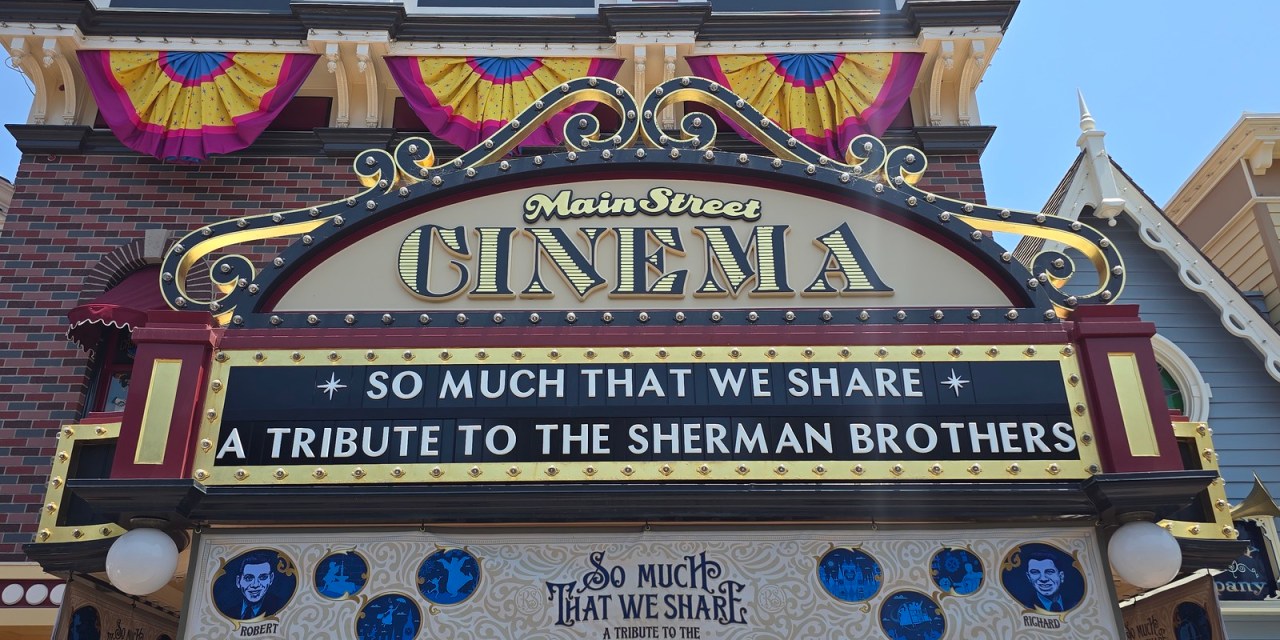 Main Street
CINEMA
SO MUCH THAT WE SHARE
A TRIBUTE TO THE SHERMAN BROTHERS
SO MUCH
THAT WE SHARE
A TRIBUTE TO THE
ROBERT
RICHARD
pany